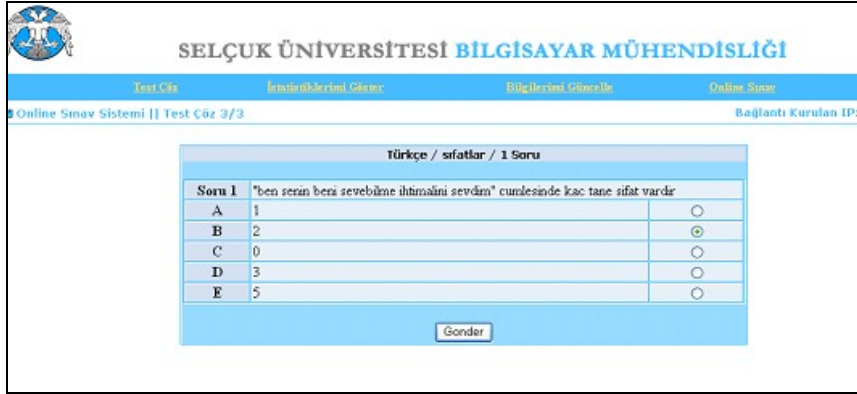 SELÇUK ÜNİVERSİTESİ BİLGİSAYAR MÜHENDİSLİĞİ
Test Çöz İstatistiklerimi Göster Bilgilerimi Güncelle Online Sınav
Online Sınav Sistemi || Test Çöz 3/3 Bağlantı Kurulan IP:
Türkçe / sıfatlar / 1 Soru
Soru 1 "ben senin beni sevebilme ihtimalini sevdim" cumlesinde kac tane sifat vardir
A 1
B 2
C 0
D 3
E 5
Gonder